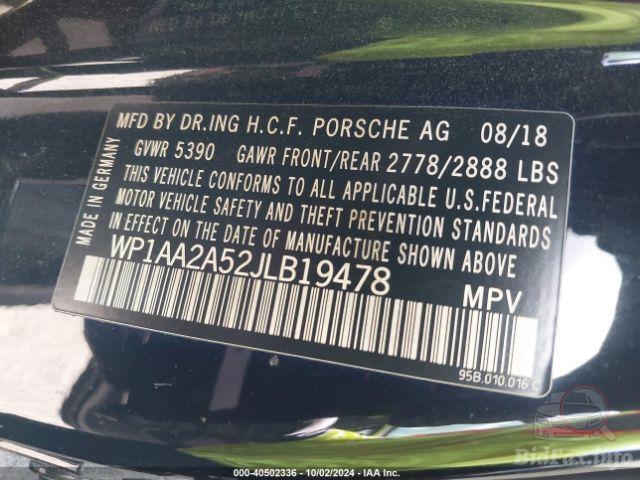 MFD BY DR.ING H.C.F. PORSCHE AG 08/18
GVWR 5390 GAWR FRONT/REAR 2778/2888 LBS
THIS VEHICLE CONFORMS TO ALL APPLICABLE U.S.FEDERAL
MOTOR VEHICLE SAFETY AND THEFT PREVENTION STANDARDS
IN EFFECT ON THE DATE OF MANUFACTURE SHOWN ABOVE.
WP1AA2A52JLB19478
MPV
95B.010.016 C
MADE IN GERMANY
BidFax.info
000-40502336 - 10/02/2024 - IAA Inc.